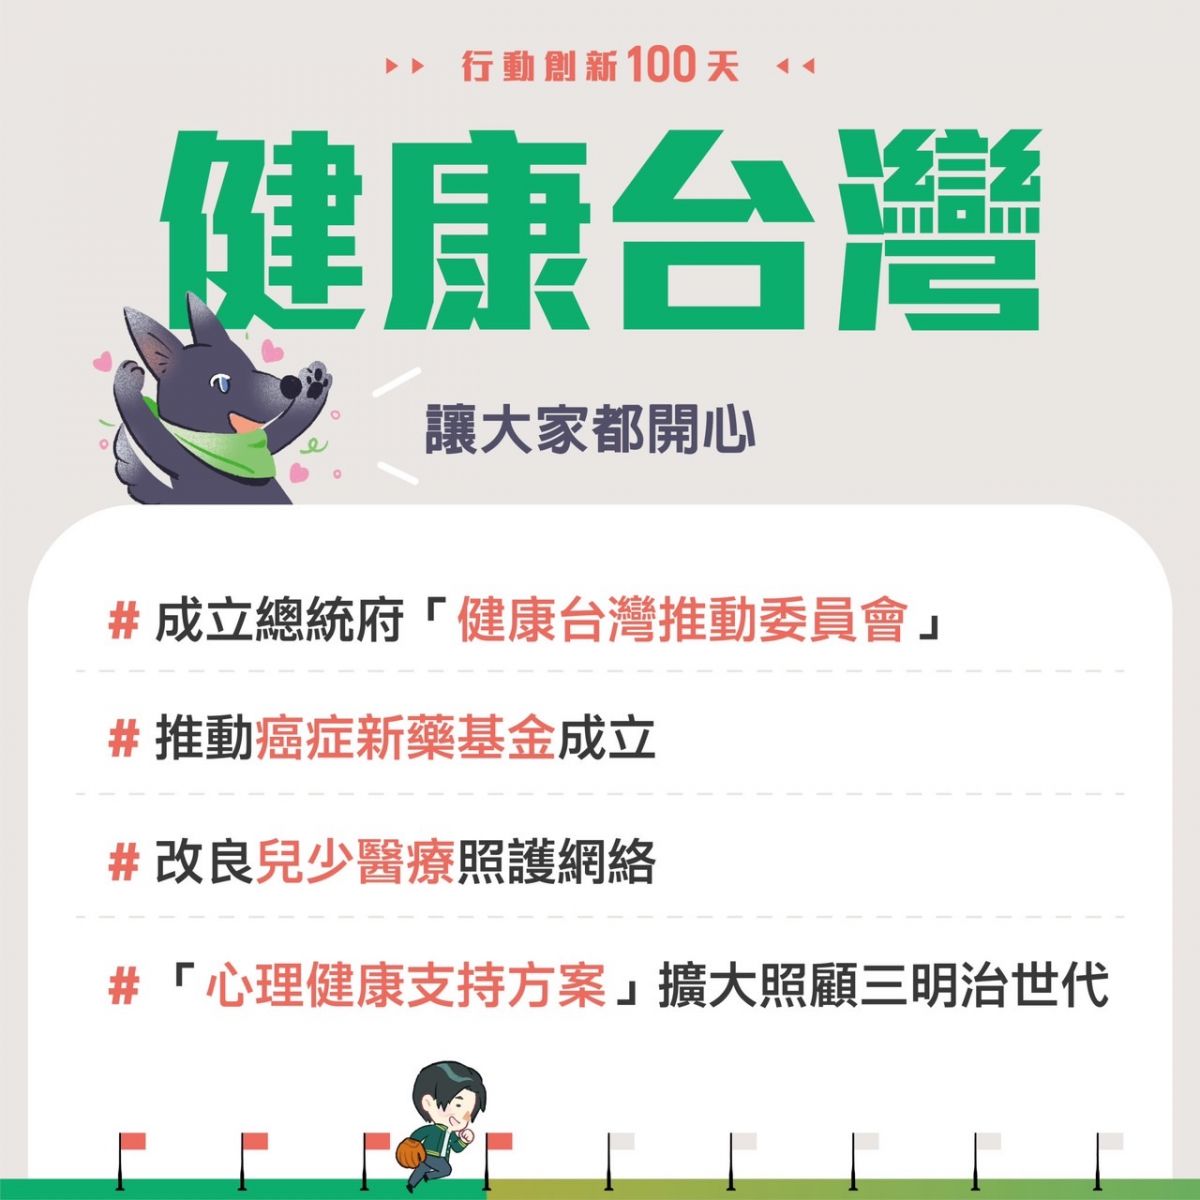 行動創新100天
健康台灣
讓大家都開心
# 成立總統府「健康台灣推動委員會」
# 推動癌症新藥基金成立
# 改良兒少醫療照護網絡
# 「心理健康支持方案」擴大照顧三明治世代